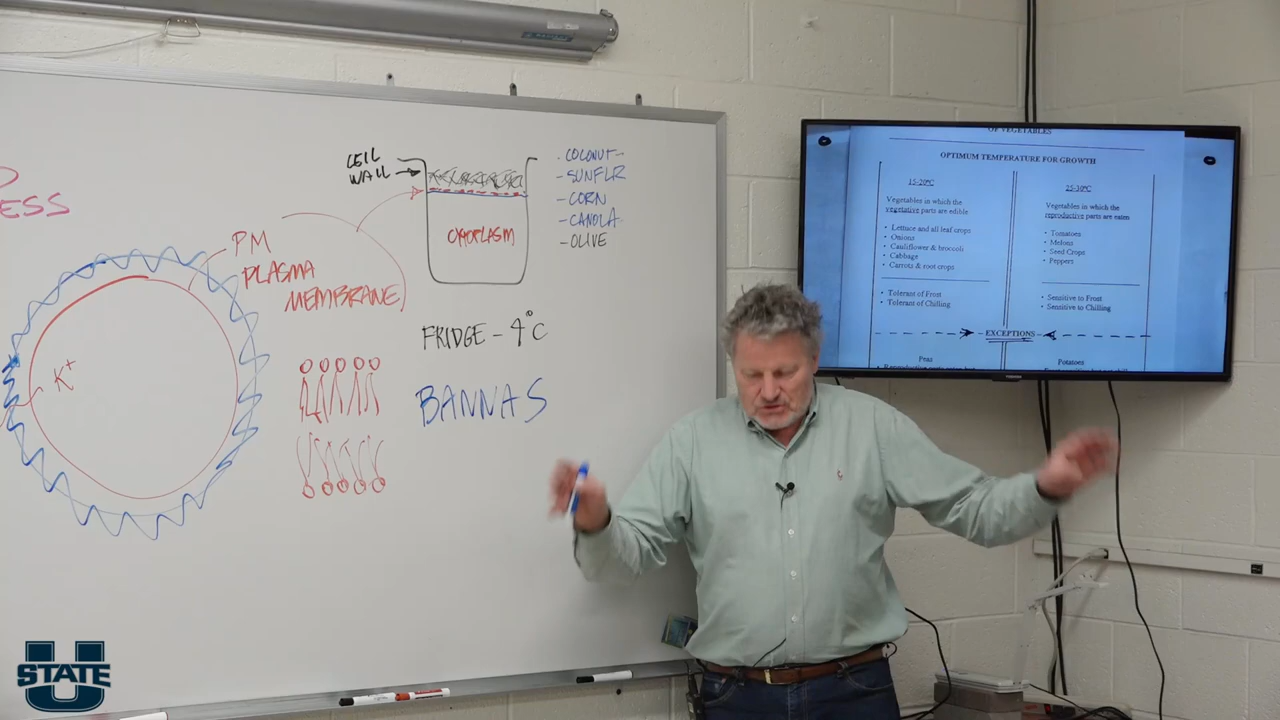 ESS
CELL
WALL
CYTOPLASM
· COCONUT-
-SUNFLR
-CORN
-CANOLA-
-OLIVE
PM
PLASMA
MEMBRANE
K+
FRIDGE - 4°C
BANNAS
OF VEGETABLES
OPTIMUM TEMPERATURE FOR GROWTH
15-20°C
Vegetables in which the
vegetative parts are edible
• Lettuce and all leaf crops
• Onions
• Cauliflower & broccoli
• Cabbage
• Carrots & root crops
• Tolerant of Frost
• Tolerant of Chilling
25-30°C
Vegetables in which the
reproductive parts are eaten
• Tomatoes
• Melons
• Seed Crops
• Peppers
• Sensitive to Frost
• Sensitive to Chilling
EXCEPTIONS
Peas
Potatoes
U
STATE